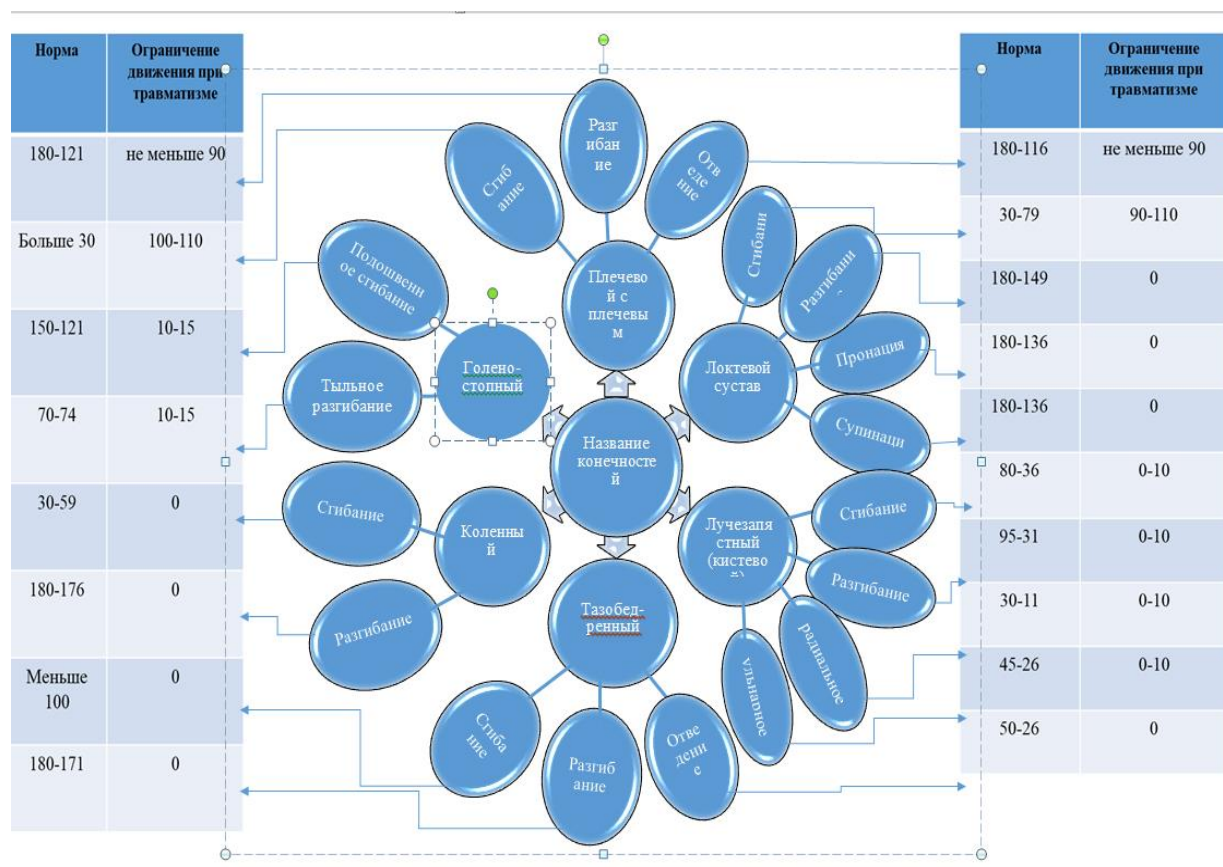 Норма
Ограничение
движения при
травматизме
180-121
не меньше 90
Больше 30
100-110
150-121
10-15
70-74
10-15
30-59
0
180-176
0
Меньше
100
0
180-171
0
Разг
ибан
ие
Сгиб
ание
Отв
еде
ние
Плечево
й с
плечевы
м
Подошвенн
ое сгибание
Тыльное
разгибание
Голено-
стопный
Сгибани
Разгибани
Пронация
Супинаци
Локтевой
сустав
Название
конечносте
й
Сгибание
Разгибание
Коленны
й
Лучезапя
стный
(кистево
й)
Сгибание
Разгибание
радиальное
ульнарное
Тазобед-
ренный
Сгиба
ние
Разгиб
ание
Отве
дени
е
Норма
Ограничение
движения при
травматизме
180-116
не меньше 90
30-79
90-110
180-149
0
180-136
0
180-136
0
80-36
0-10
95-31
0-10
30-11
0-10
45-26
0-10
50-26
0